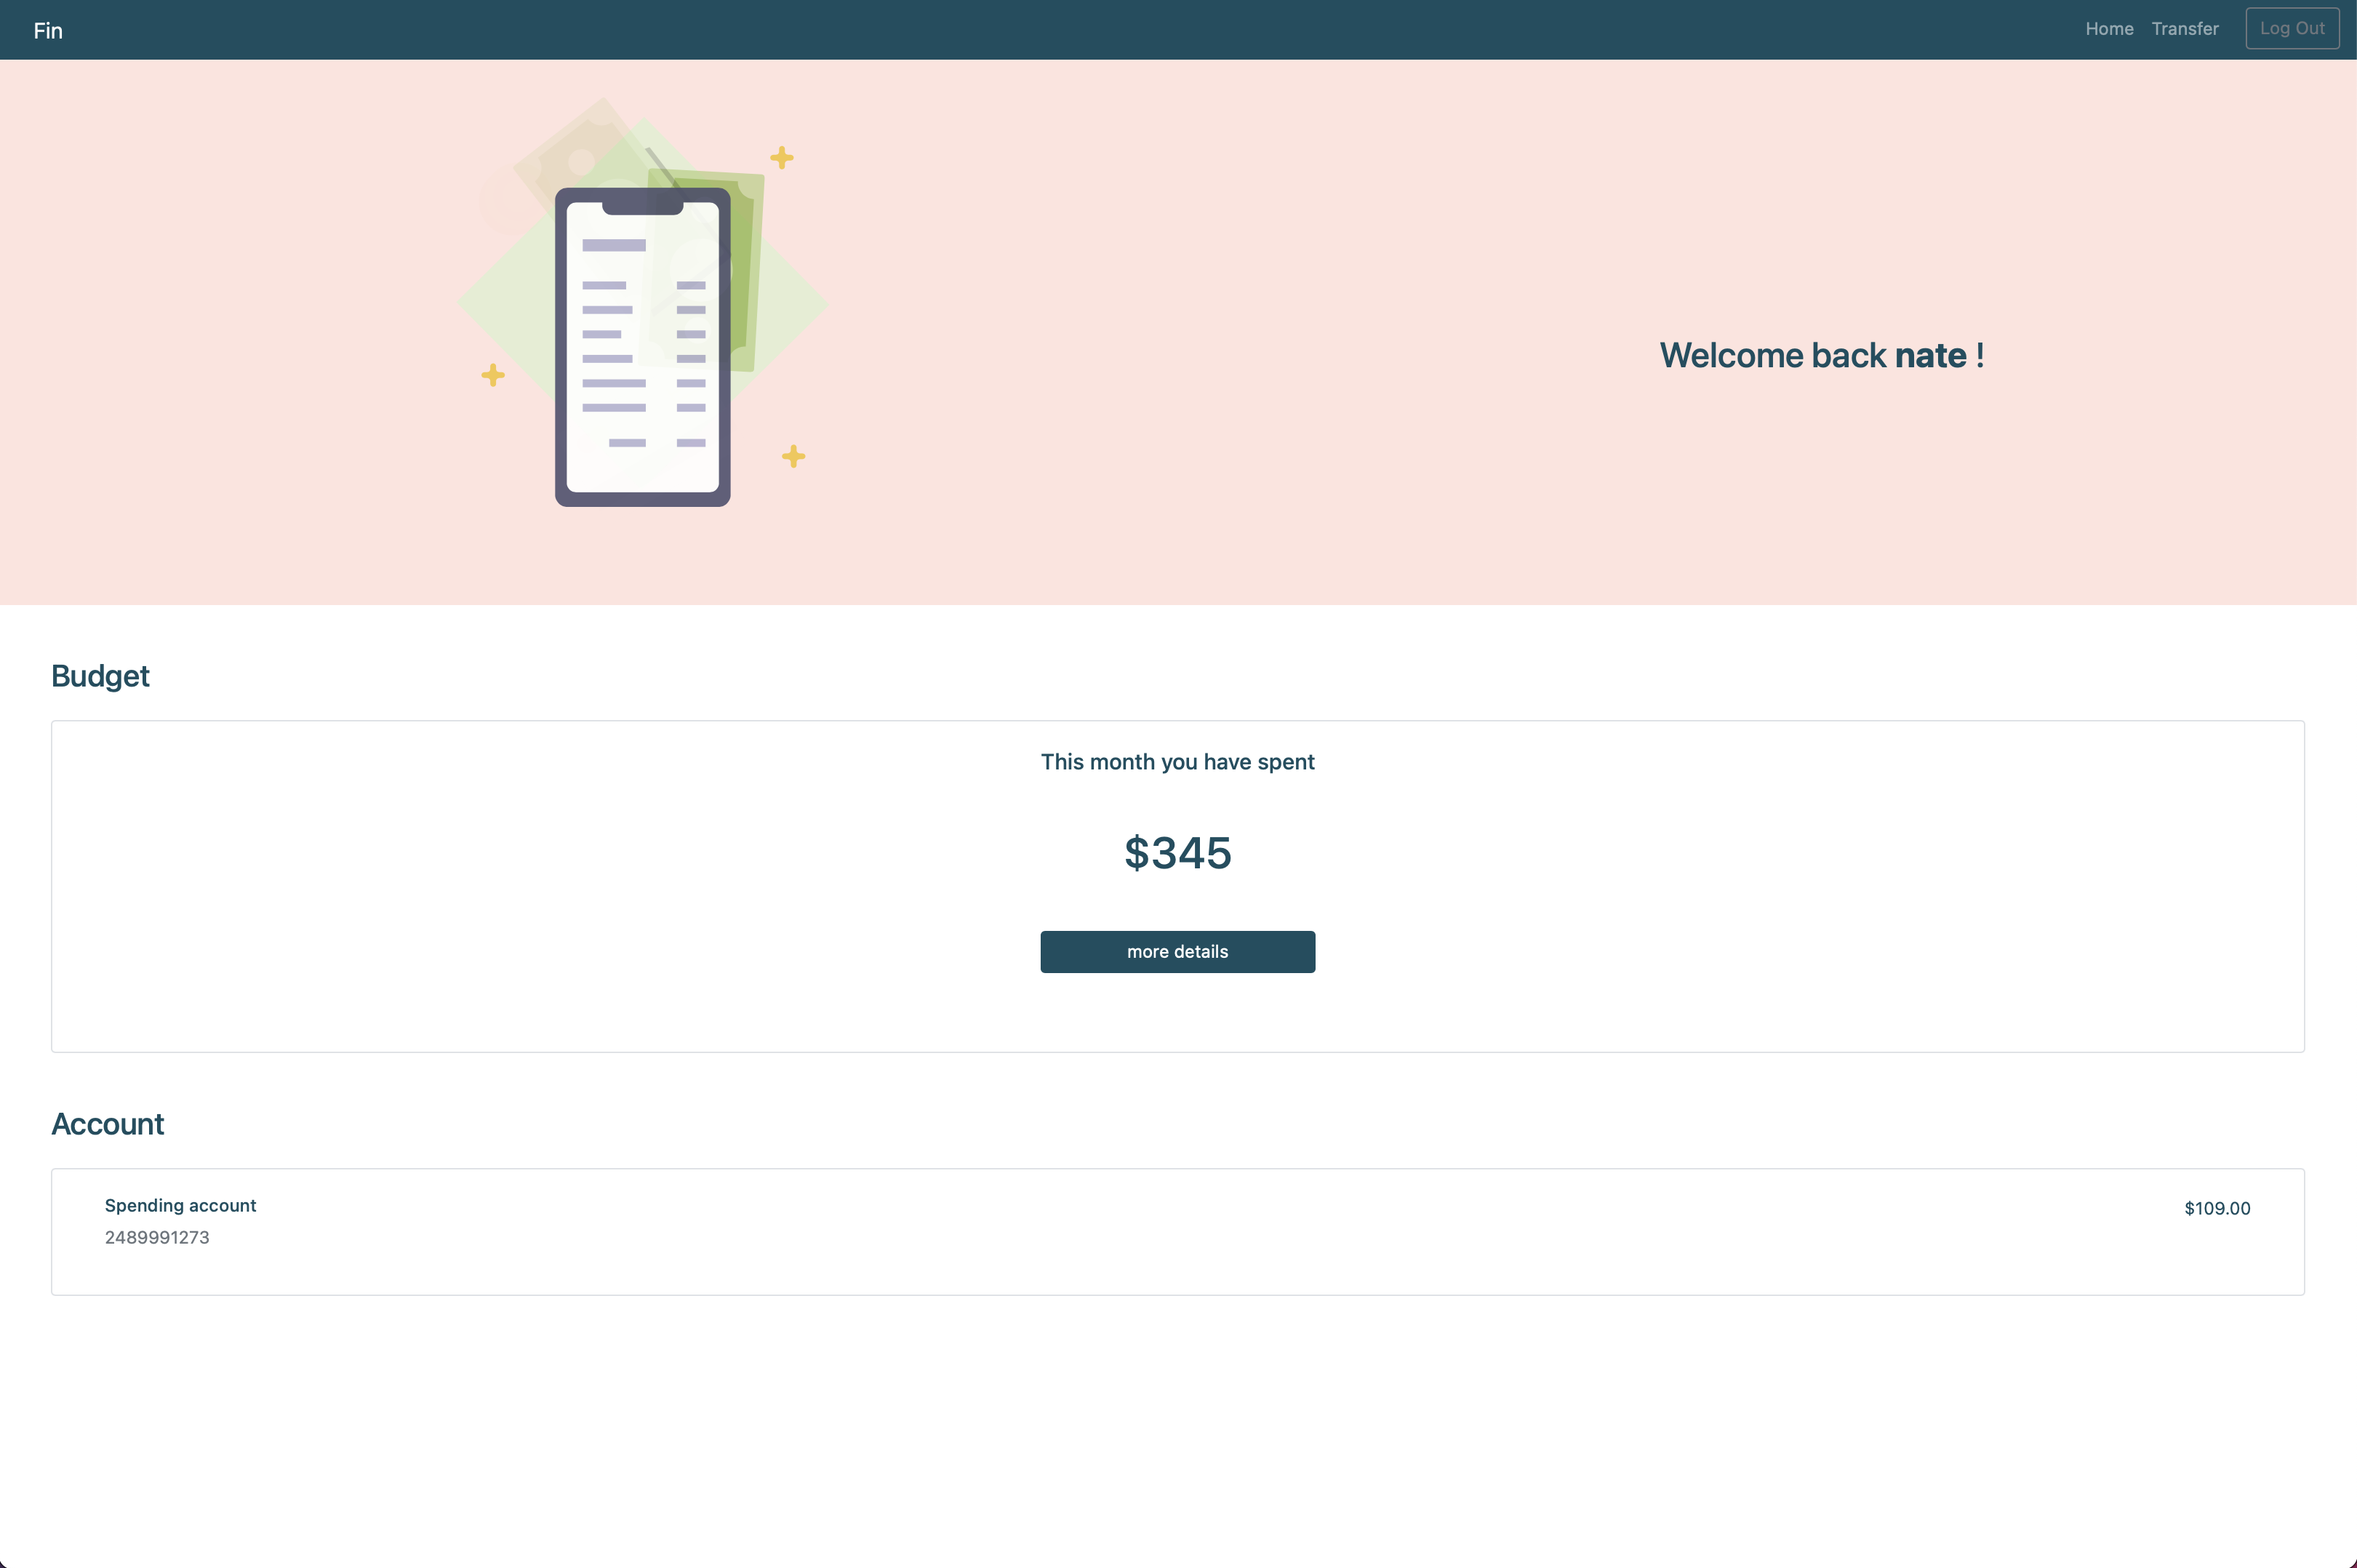 Fin
Home
Transfer
Log Out
Welcome back nate !
Budget
This month you have spent
$345
more details
Account
Spending account
$109.00
2489991273